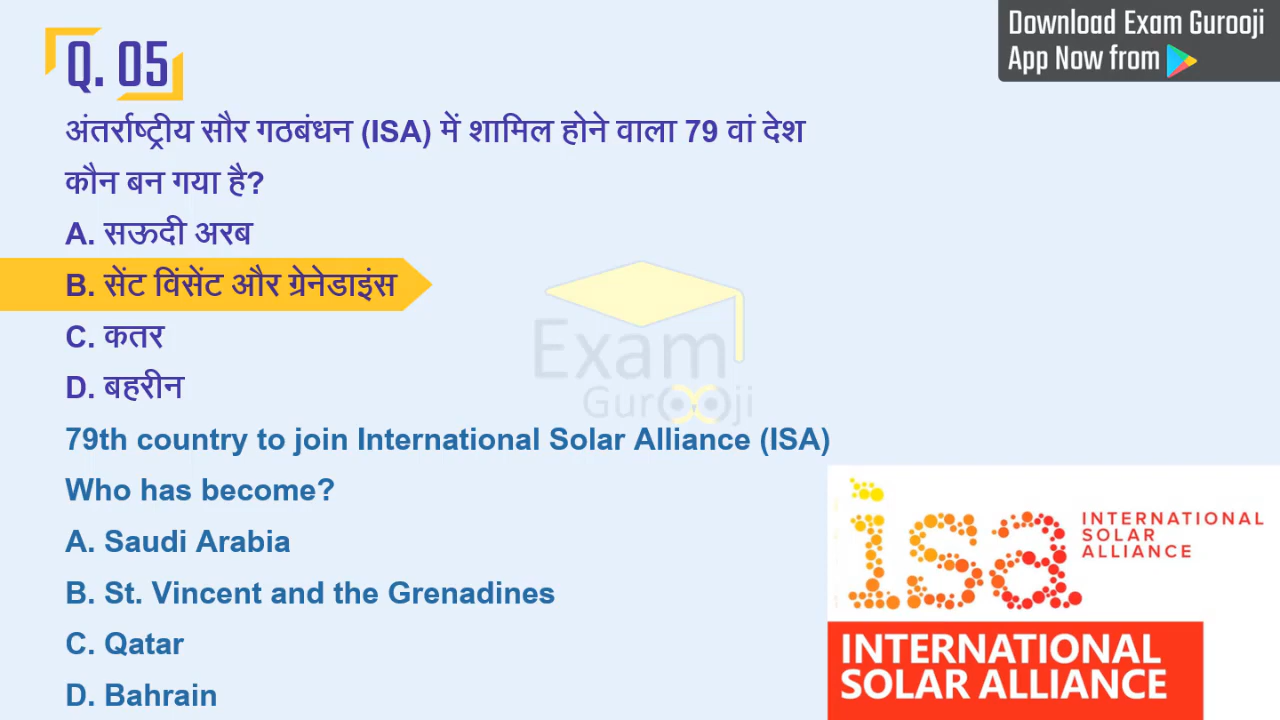 Download Exam Gurooji
App Now from
Q. 05
अंतर्राष्ट्रीय सौर गठबंधन (ISA) में शामिल होने वाला 79 वां देश
कौन बन गया है?
A. सऊदी अरब
B. सेंट विंसेंट और ग्रेनेडाइंस
C. कतर
D. बहरीन
Exam
Gurooji
79th country to join International Solar Alliance (ISA)
Who has become?
A. Saudi Arabia
B. St. Vincent and the Grenadines
C. Qatar
D. Bahrain
isa
INTERNATIONAL
SOLAR
ALLIANCE
INTERNATIONAL
SOLAR ALLIANCE